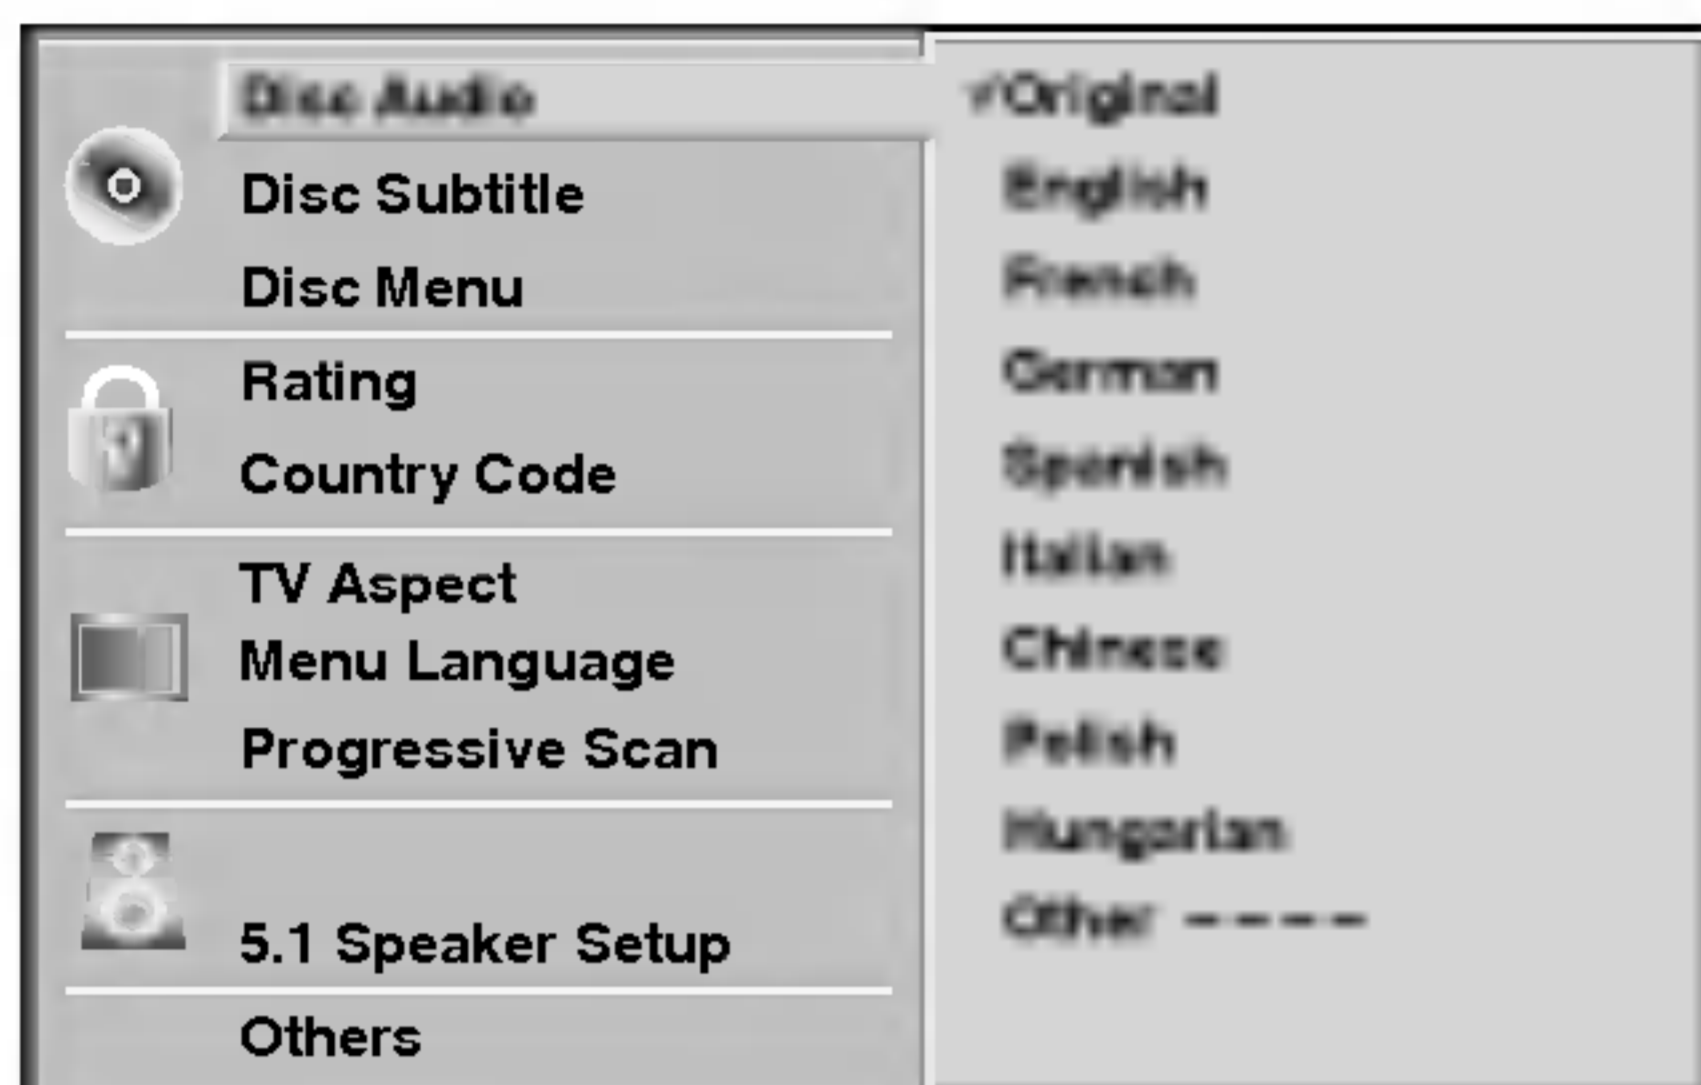 Disc Audio
Disc Subtitle
Disc Menu
Rating
Country Code
TV Aspect
Menu Language
Progressive Scan
5.1 Speaker Setup
Others
✓Original
English
French
German
Spanish
Italian
Chinese
Polish
Hungarian
Other ----